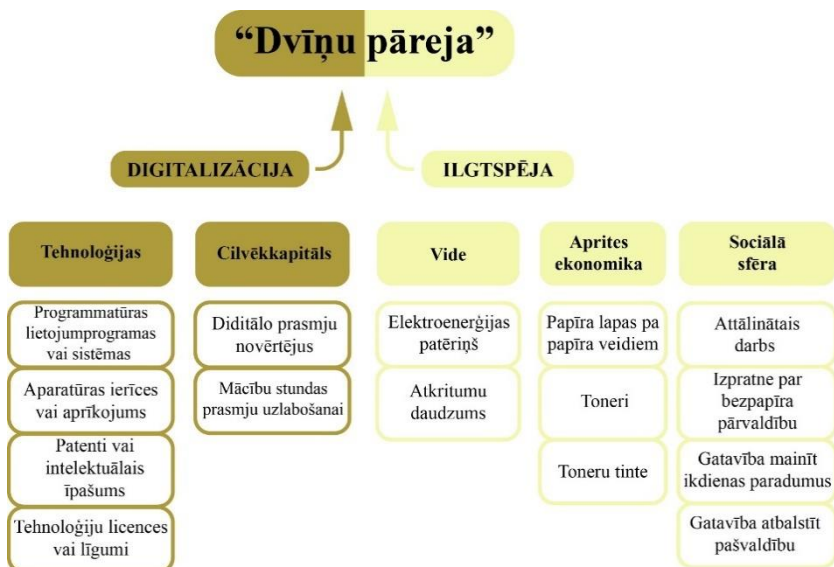 “Dvīņu pāreja”
DIGITALIZĀCIJA
ILGTSPĒJA
Tehnoloģijas
Programmatūras
lietojumprogramas
vai sistēmas
Aparatūras ierīces
vai aprīkojums
Patenti vai
intelektuālais
īpašums
Tehnoloģiju licences
vai līgumi
Cilvēkkapitāls
Diditālo prasmju
novērtējus
Mācību stundas
prasmju uzlabošanai
Vide
Elektroenerģijas
patēriņš
Atkritumu
daudzums
Aprites
ekonomika
Papīra lapas pa
papīra veidiem
Toneri
Toneru tinte
Sociālā
sfēra
Attālinātais
darbs
Izpratne par
bezpapīra
pārvaldību
Gatavība mainīt
ikdienas paradumus
Gatavība atbalstīt
pašvaldību